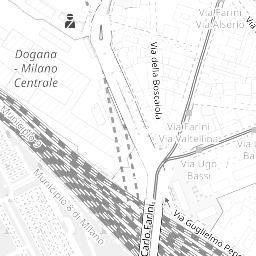 Via Farini
Via Alserio
Dogana
- Milano
Centrale
Via della Boscaiola
Via Farini
Via
Valtellina
Via Ugo
Bassi
Municipio 9
Municipio 8 di Milano
Carlo Farini
Via Guglielmo Pepe